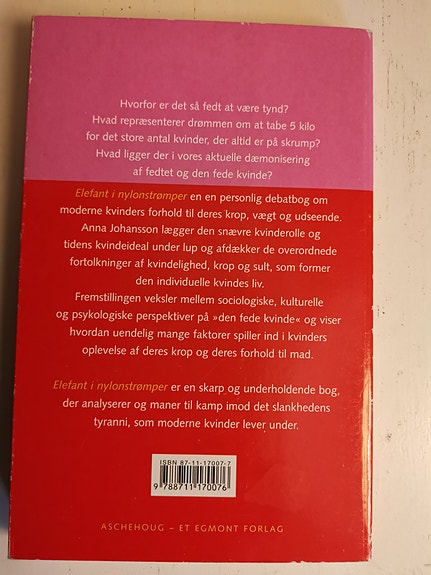 Hvorfor er det så fedt at være tynd?
Hvad repræsenterer drømmen om at tabe 5 kilo
for det store antal kvinder, der altid er på skrump?
Hvad ligger der i vores aktuelle dæmonisering
af fedtet og den fede kvinde?
Elefant i nylonstrømper en en personlig debatbog om
moderne kvinders forhold til deres krop, vægt og udseende.
Anna Johansson lægger den snævre kvinderolle og
tidens kvindeideal under lup og afdækker de overordnede
fortolkninger af kvindelighed, krop og sult, som former
den individuelle kvindes liv.
Fremstillingen veksler mellem sociologiske, kulturelle
og psykologiske perspektiver på »den fede kvinde« og viser
hvordan uendelig mange faktorer spiller ind i kvinders
oplevelse af deres krop og deres forhold til mad.
Elefant i nylonstrømper er en skarp og underholdende bog,
der analyserer og maner til kamp imod det slankhedens
tyranni, som moderne kvinder lever under.
ISBN 87-11-17007-7
9 788711 170076
ASCHEHOUG – ET EGMONT FORLAG